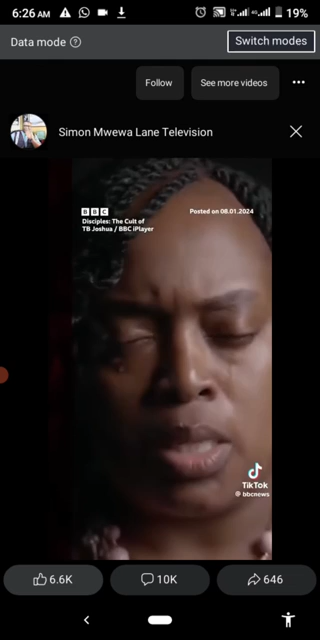 6:26 AM
19%
Data mode
Switch modes
Follow
See more videos
Simon Mwewa Lane Television
BBC
Posted on 08.01.2024
Disciples: The Cult of
TB Joshua / BBC iPlayer
TikTok
@ bbcnews
6.6K
10K
646